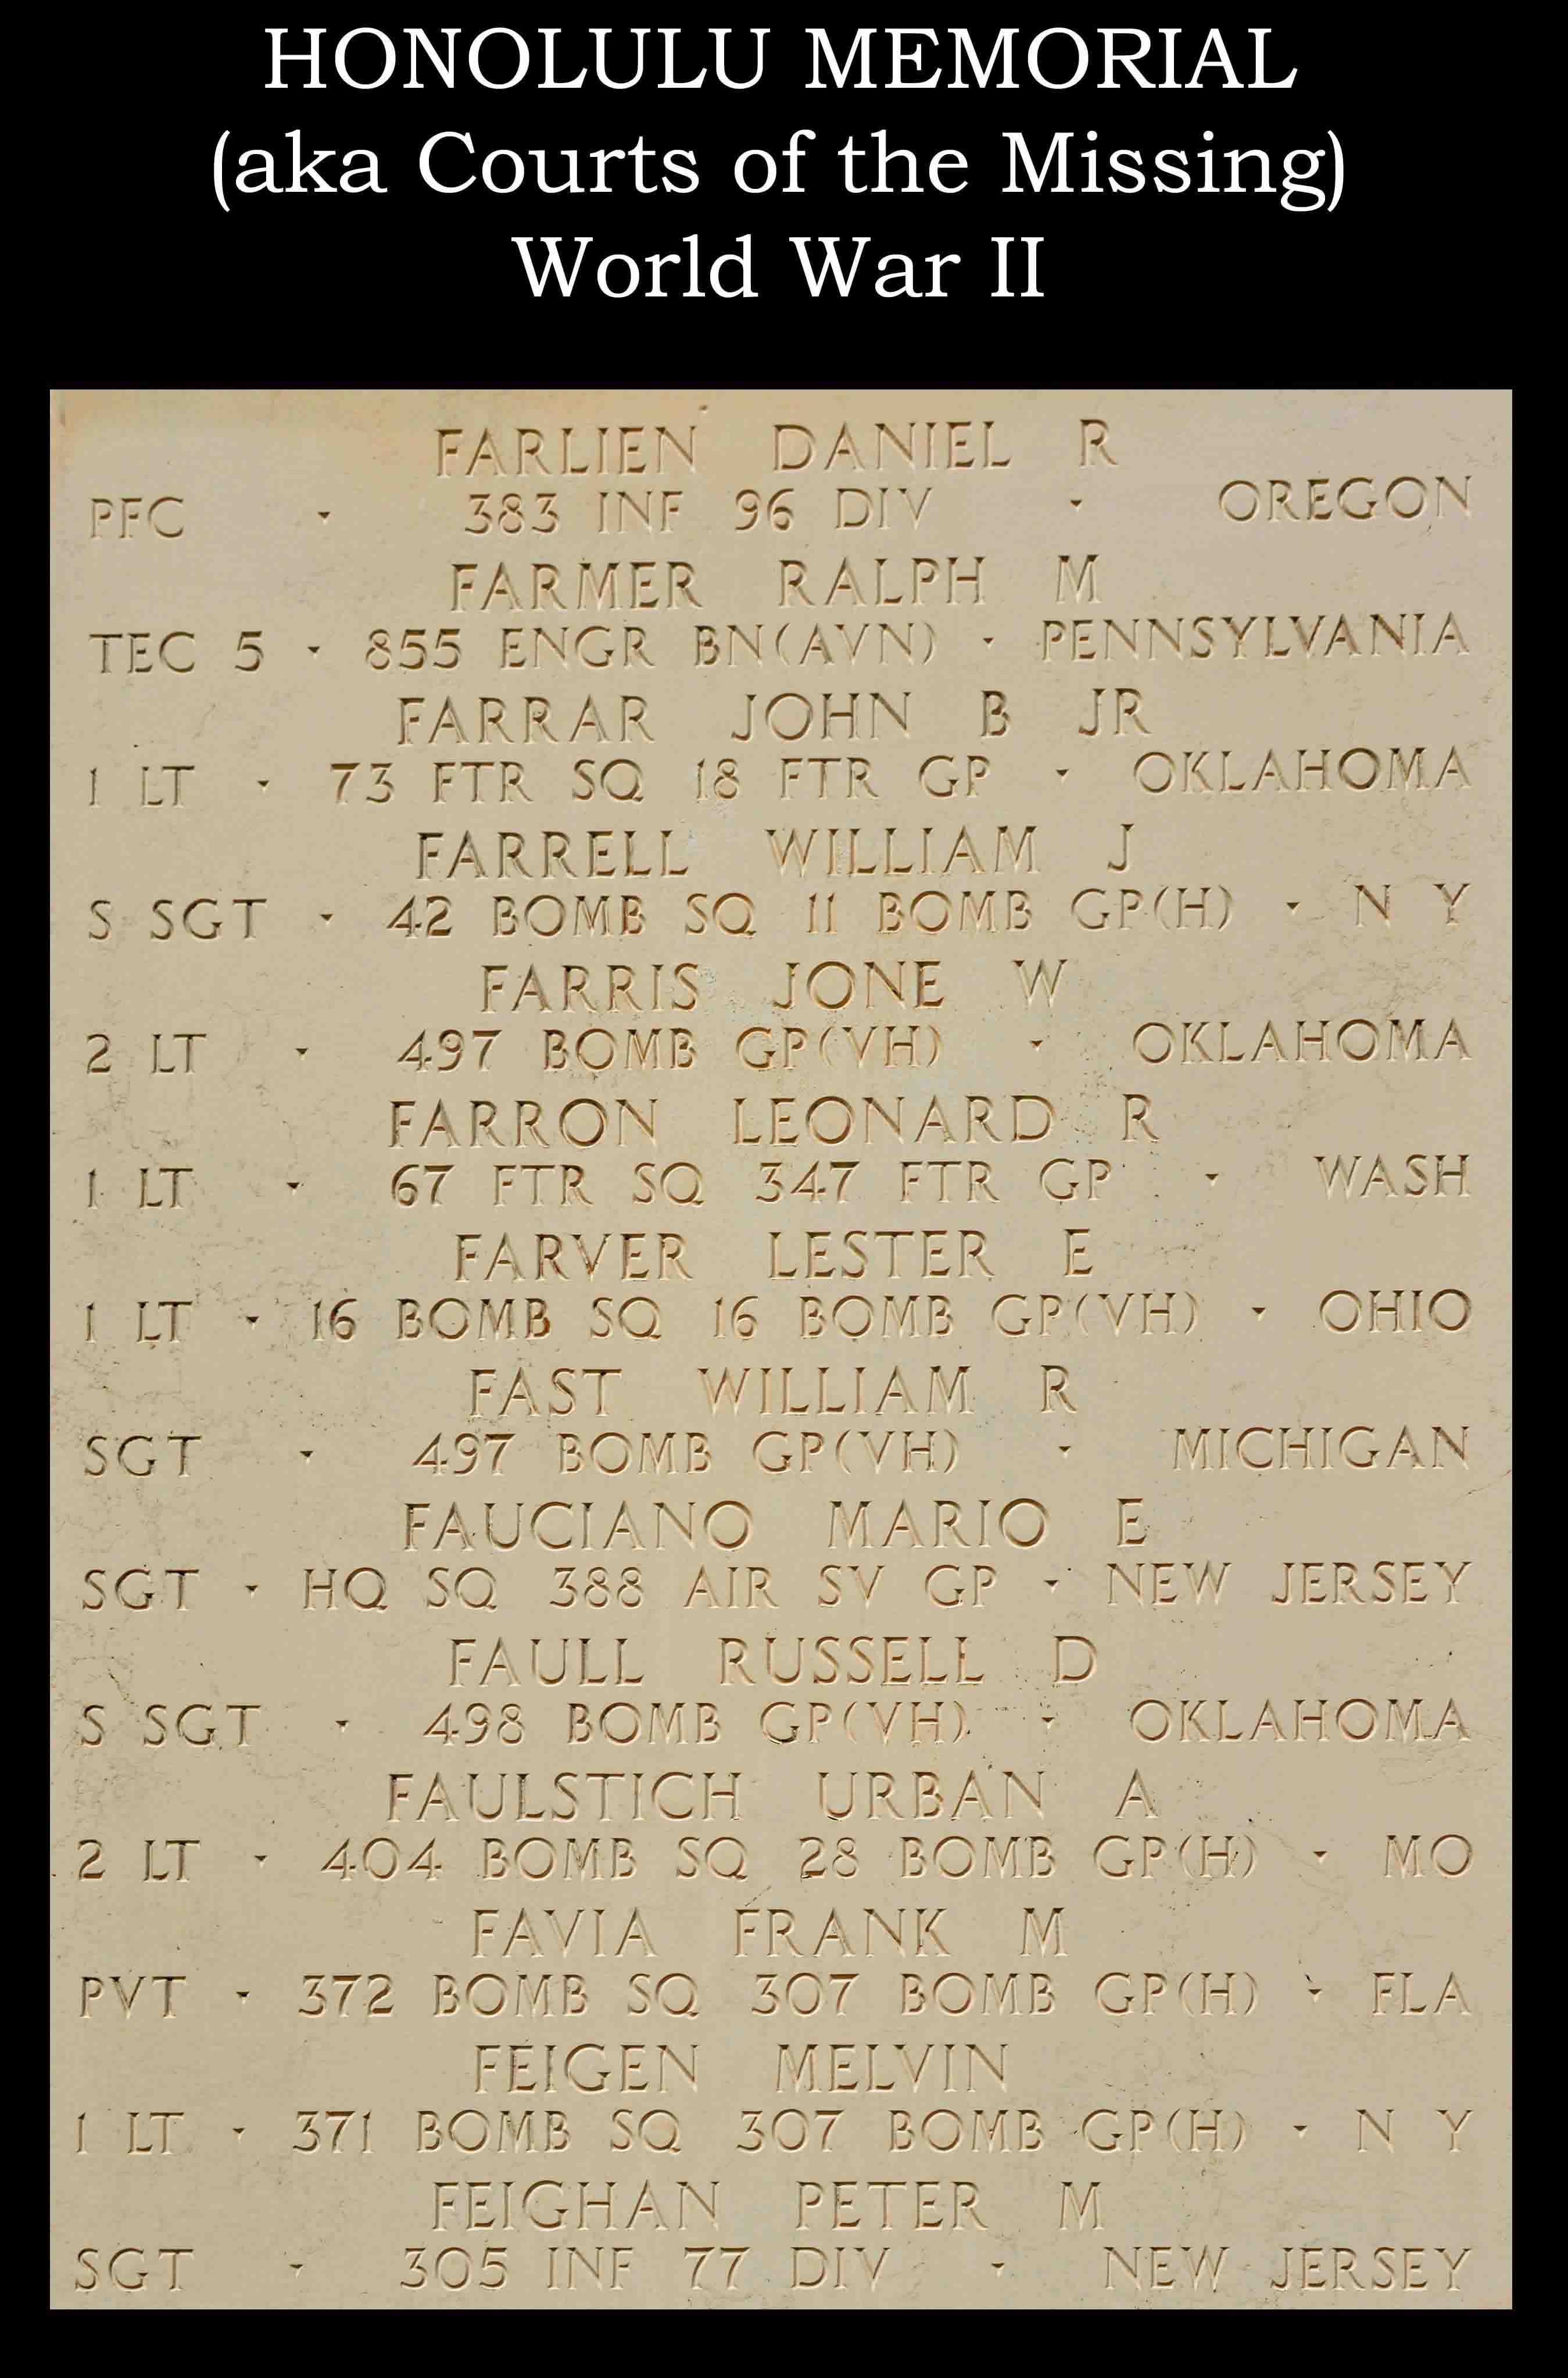 HONOLULU MEMORIAL
(aka Courts of the Missing)
World War II
FARLIEN DANIEL R
PFC · 383 INF 96 DIV · OREGON
FARMER RALPH M
TEC 5 · 855 ENGR BN(AVN) · PENNSYLVANIA
FARRAR JOHN B JR
1 LT · 73 FTR SQ 18 FTR GP · OKLAHOMA
FARRELL WILLIAM J
S SGT · 42 BOMB SQ 11 BOMB GP(H) · N Y
FARRIS JONE W
2 LT · 497 BOMB GP(VH) · OKLAHOMA
FARRON LEONARD R
1 LT · 67 FTR SQ 347 FTR GP · WASH
FARVER LESTER E
1 LT · 16 BOMB SQ 16 BOMB GP(VH) · OHIO
FAST WILLIAM R
SGT · 497 BOMB GP(VH) · MICHIGAN
FAUCIANO MARIO E
SGT · HQ SQ 388 AIR SV GP · NEW JERSEY
FAULL RUSSELL D
S SGT · 498 BOMB GP(VH) · OKLAHOMA
FAULSTICH URBAN A
2 LT · 404 BOMB SQ 28 BOMB GP(H) · MO
FAVIA FRANK M
PVT · 372 BOMB SQ 307 BOMB GP(H) · FLA
FEIGEN MELVIN
1 LT · 371 BOMB SQ 307 BOMB GP(H) · N Y
FEIGHAN PETER M
SGT · 305 INF 77 DIV · NEW JERSEY